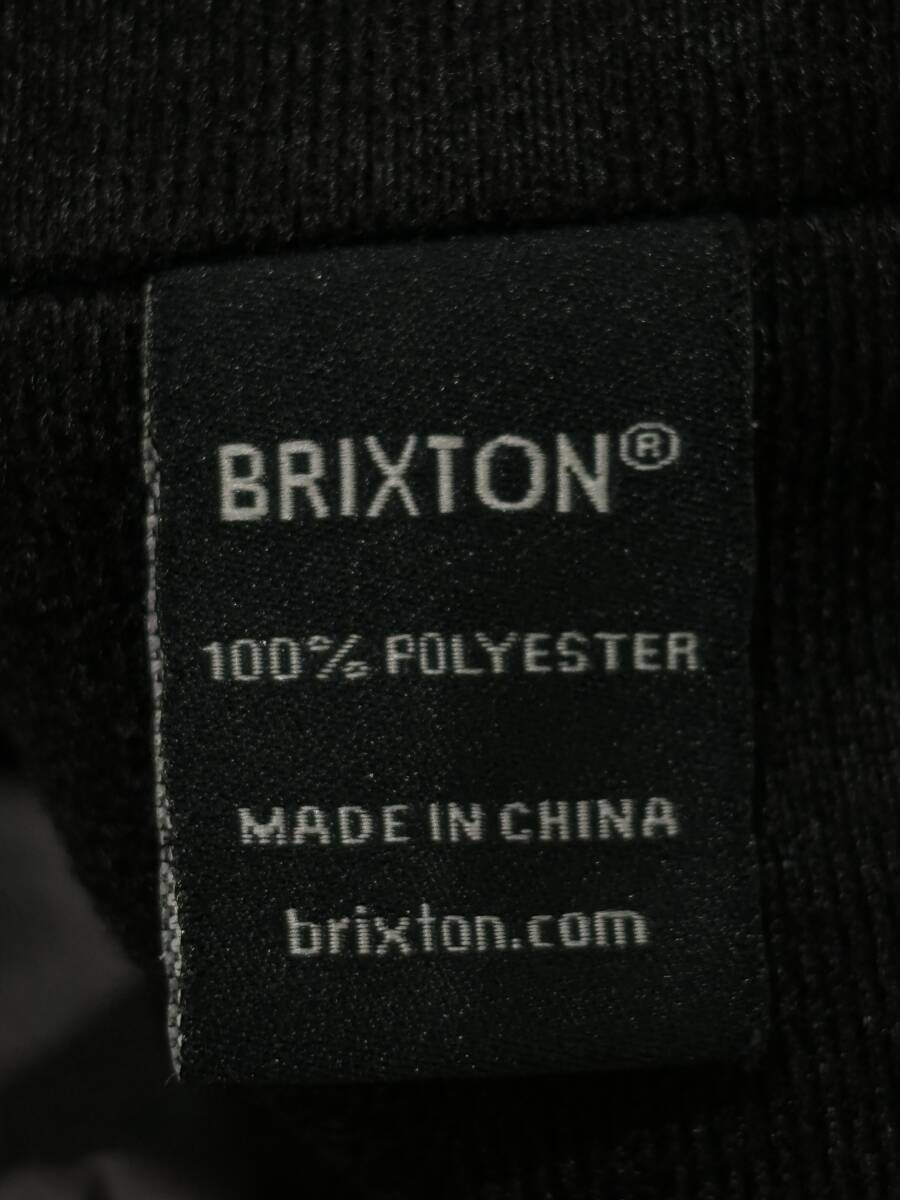 BRIXTON®
100% POLYESTER
MADE IN CHINA
brixton.com